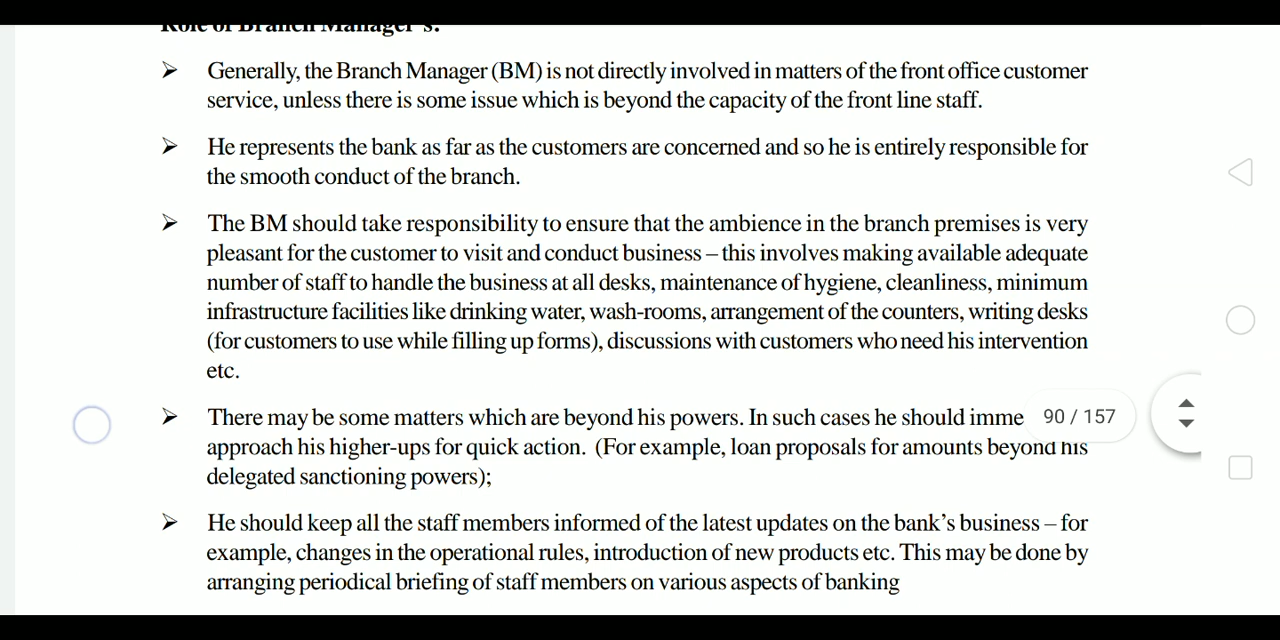 Role of Branch Manager's:
➤ Generally, the Branch Manager (BM) is not directly involved in matters of the front office customer
service, unless there is some issue which is beyond the capacity of the front line staff.
➤ He represents the bank as far as the customers are concerned and so he is entirely responsible for
the smooth conduct of the branch.
➤ The BM should take responsibility to ensure that the ambience in the branch premises is very
pleasant for the customer to visit and conduct business – this involves making available adequate
number of staff to handle the business at all desks, maintenance of hygiene, cleanliness, minimum
infrastructure facilities like drinking water, wash-rooms, arrangement of the counters, writing desks
(for customers to use while filling up forms), discussions with customers who need his intervention
etc.
➤ There may be some matters which are beyond his powers. In such cases he should imme
90 / 157
approach his higher-ups for quick action. (For example, loan proposals for amounts beyond his
delegated sanctioning powers);
➤ He should keep all the staff members informed of the latest updates on the bank's business – for
example, changes in the operational rules, introduction of new products etc. This may be done by
arranging periodical briefing of staff members on various aspects of banking